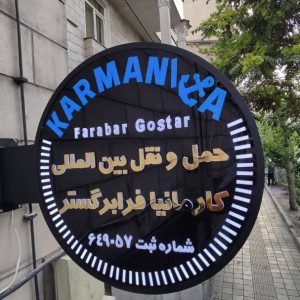 KARMANIA
Farabar Gostar
حمل و نقل بین المللی
کارمانیا فرابر گستر
شماره ثبت ۶۴۹۰۵۷